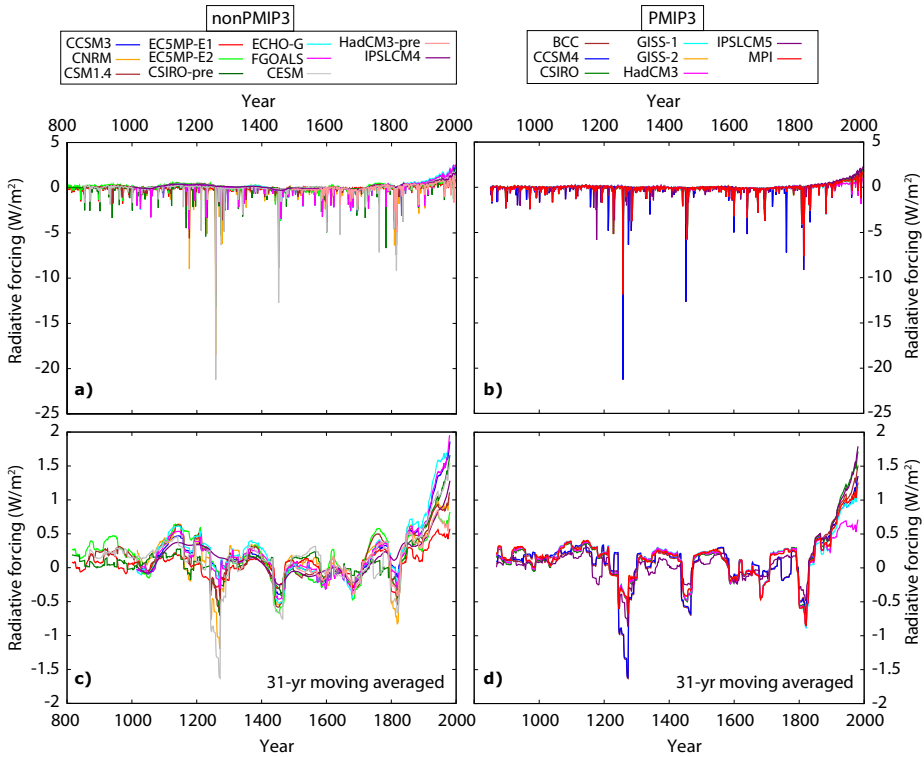 nonPMIP3
PMIP3
CCSM3 EC5MP-E1 ECHO-G HadCM3-pre
CNRM EC5MP-E2 FGOALS IPSLCM4
CSM1.4 CSIRO-pre CESM
BCC GISS-1 IPSLCM5
CCSM4 GISS-2 MPI
CSIRO HadCM3
Year
Year
800 1000 1200 1400 1600 1800 2000
1000 1200 1400 1600 1800 2000
5
0
-5
-10
-15
-20
-25
Radiative forcing (W/m²)
a)
b)
5
0
-5
-10
-15
-20
-25
Radiative forcing (W/m²)
2
1.5
1
0.5
0
-0.5
-1
-1.5
-2
Radiative forcing (W/m²)
c)
31-yr moving averaged
d)
31-yr moving averaged
2
1.5
1
0.5
0
-0.5
-1
-1.5
-2
Radiative forcing (W/m²)
800 1000 1200 1400 1600 1800 2000
1000 1200 1400 1600 1800 2000
Year
Year